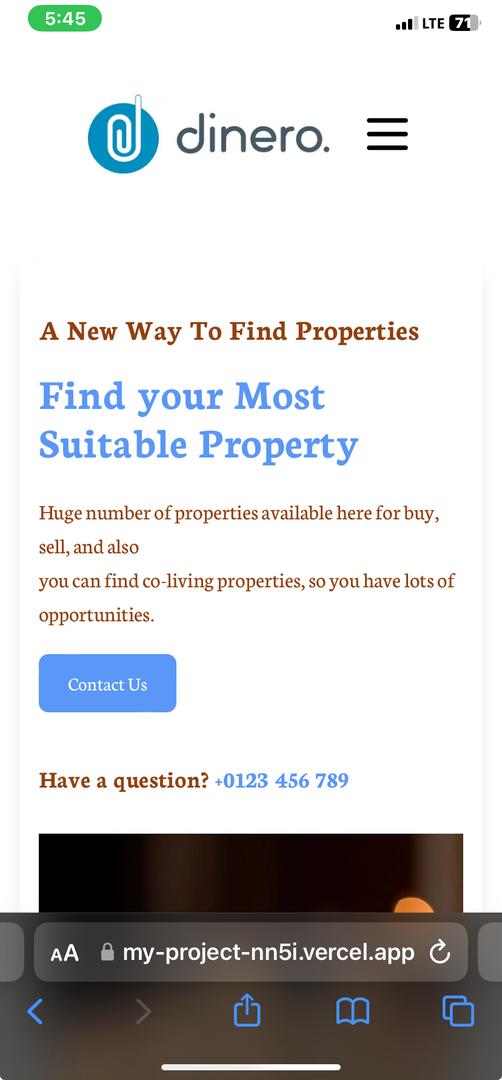 5:45
LTE 71
dinero.
A New Way To Find Properties
Find your Most
Suitable Property
Huge number of properties available here for buy,
sell, and also
you can find co-living properties, so you have lots of
opportunities.
Contact Us
Have a question? +0123 456 789
AA my-project-nn5i.vercel.app